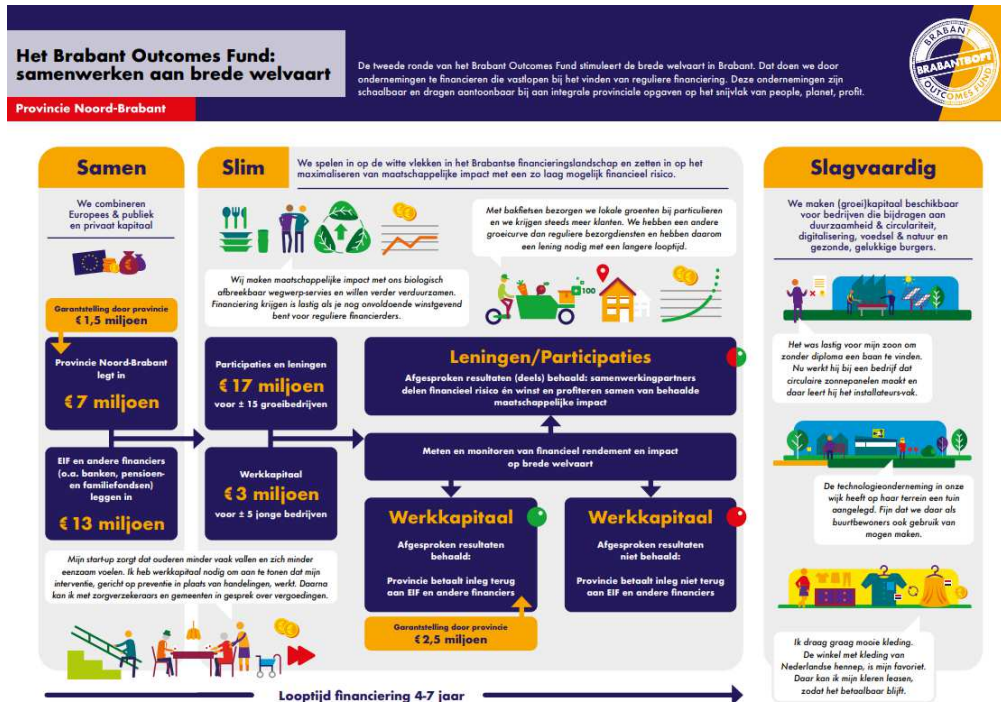 Het Brabant Outcomes Fund:
samenwerken aan brede welvaart
Provincie Noord-Brabant
De tweede ronde van het Brabant Outcomes Fund stimuleert de brede welvaart in Brabant. Dat doen we door
ondernemingen te financieren die vastlopen bij het vinden van reguliere financiering. Deze ondernemingen zijn
schaalbaar en dragen aantoonbaar bij aan integrale provinciale opgaven op het snijvlak van people, planet, profit.
BRABANT
BRABANTBOFT
OUTCOMES FUND
Samen
We combineren
Europees & publiek
en privaat kapitaal
Garantstelling door provincie
€ 1,5 miljoen
Provincie Noord-Brabant
legt in
€ 7 miljoen
EIF en andere financiers
(o.a. banken, pensioen-
en familiefondsen)
leggen in
€ 13 miljoen
Mijn start-up zorgt dat ouderen minder vaak vallen en zich minder
eenzaam voelen. Ik heb werkkapitaal nodig om aan te tonen dat mijn
interventie, gericht op preventie in plaats van handelingen, werkt. Daarna
kan ik met zorgverzekeraars en gemeenten in gesprek over vergoedingen.
Slim
We spelen in op de witte vlekken in het Brabantse financieringslandschap en zetten in op het
maximaliseren van maatschappelijke impact met een zo laag mogelijk financieel risico.
Wij maken maatschappelijke impact met ons biologisch
afbreekbaar wegwerp-servies en willen verder verduurzamen.
Financiering krijgen is lastig als je nog onvoldoende winstgevend
bent voor reguliere financierders.
Met bakfietsen bezorgen we lokale groenten bij particulieren
en we krijgen steeds meer klanten. We hebben een andere
groeicurve dan reguliere bezorgdiensten en hebben daarom
een lening nodig met een langere looptijd.
+100
Participaties en leningen
€ 17 miljoen
voor ± 15 groeibedrijven
Werkkapitaal
€ 3 miljoen
voor ± 5 jonge bedrijven
Leningen/Participaties
Afgesproken resultaten (deels) behaald: samenwerkingpartners
delen financieel risico én winst en profiteren samen van behaalde
maatschappelijke impact
Meten en monitoren van financieel rendement en impact
op brede welvaart
Werkkapitaal
Afgesproken resultaten
behaald:
Provincie betaalt inleg terug
aan EIF en andere financiers
Garantstelling door provincie
€ 2,5 miljoen
Werkkapitaal
Afgesproken resultaten
niet behaald:
Provincie betaalt inleg niet terug
aan EIF en andere financiers
Looptijd financiering 4-7 jaar
Slagvaardig
We maken (groei)kapitaal beschikbaar
voor bedrijven die bijdragen aan
duurzaamheid & circulariteit,
digitalisering, voedsel & natuur en
gezonde, gelukkige burgers.
Het was lastig voor mijn zoon om
zonder diploma een baan te vinden.
Nu werkt hij bij een bedrijf dat
circulaire zonnepanelen maakt en
daar leert hij het installateurs-vak.
De technologieonderneming in onze
wijk heeft op haar terrein een tuin
aangelegd. Fijn dat we daar als
buurtbewoners ook gebruik van
mogen maken.
Ik draag graag mooie kleding.
De winkel met kleding van
Nederlandse hennep, is mijn favoriet.
Daar kan ik mijn kleren leasen,
zodat het betaalbaar blijft.